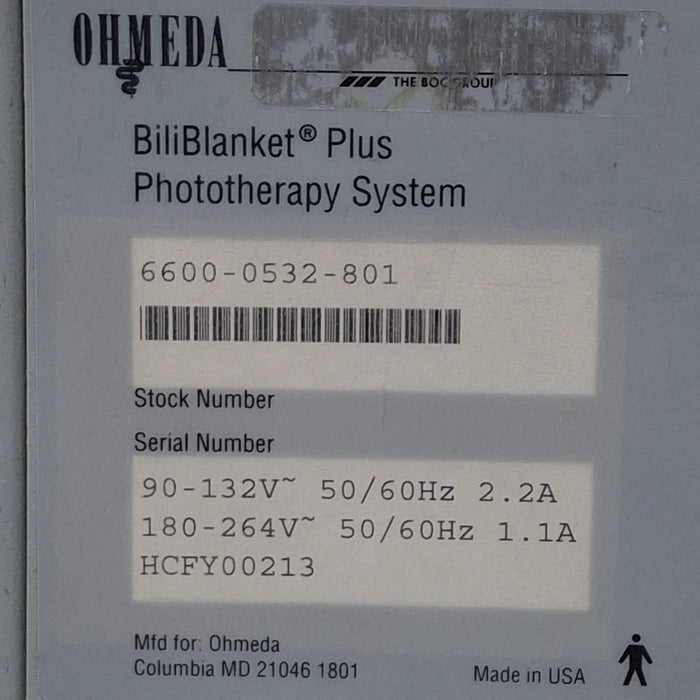 OHMEDA
THE BOC GROUP
BiliBlanket® Plus
Phototherapy System
6600-0532-801
Stock Number
Serial Number
90-132V~ 50/60Hz 2.2A
180-264V~ 50/60Hz 1.1A
HCFY00213
Mfd for: Ohmeda
Columbia MD 21046 1801
Made in USA